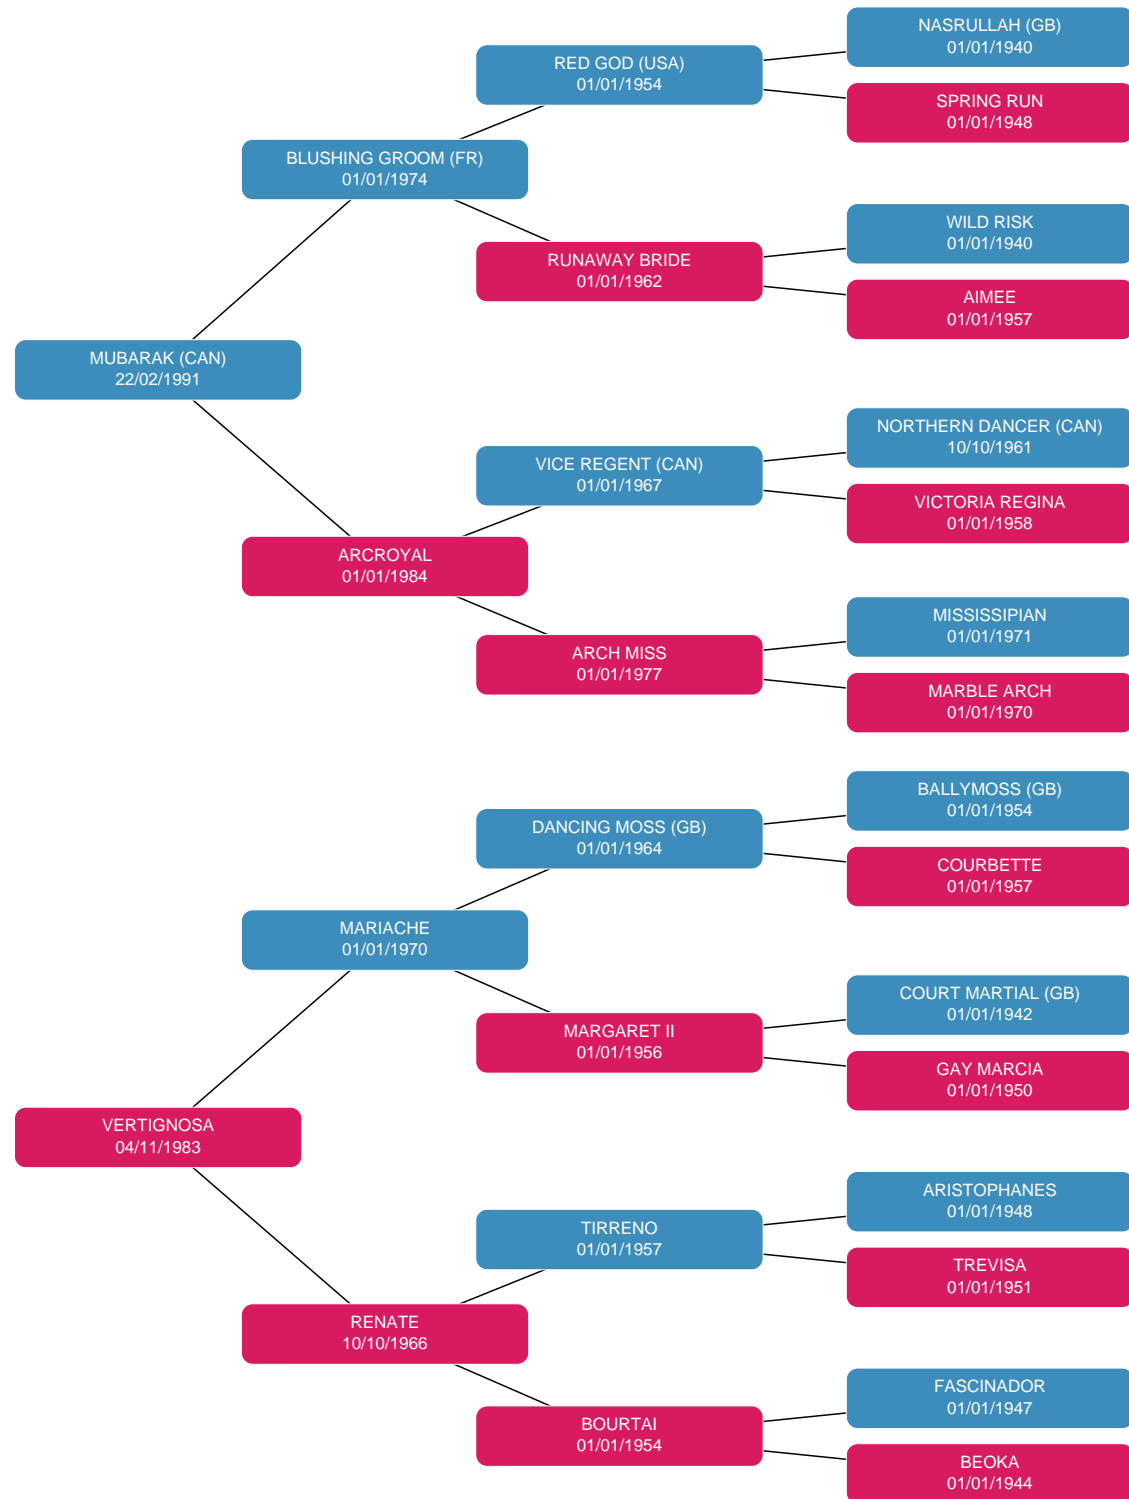 NASRULLAH (GB)
01/01/1940
RED GOD (USA)
01/01/1954
SPRING RUN
01/01/1948
BLUSHING GROOM (FR)
01/01/1974
WILD RISK
01/01/1940
RUNAWAY BRIDE
01/01/1962
AIMEE
01/01/1957
MUBARAK (CAN)
22/02/1991
NORTHERN DANCER (CAN)
10/10/1961
VICE REGENT (CAN)
01/01/1967
VICTORIA REGINA
01/01/1958
ARCROYAL
01/01/1984
MISSISSIPIAN
01/01/1971
ARCH MISS
01/01/1977
MARBLE ARCH
01/01/1970
BALLYMOSS (GB)
01/01/1954
DANCING MOSS (GB)
01/01/1964
COURBETTE
01/01/1957
MARIACHE
01/01/1970
COURT MARTIAL (GB)
01/01/1942
MARGARET II
01/01/1956
GAY MARCIA
01/01/1950
VERTIGNOSA
04/11/1983
ARISTOPHANES
01/01/1948
TIRRENO
01/01/1957
TREVISA
01/01/1951
RENATE
10/10/1966
FASCINADOR
01/01/1947
BOURTAI
01/01/1954
BEOKA
01/01/1944